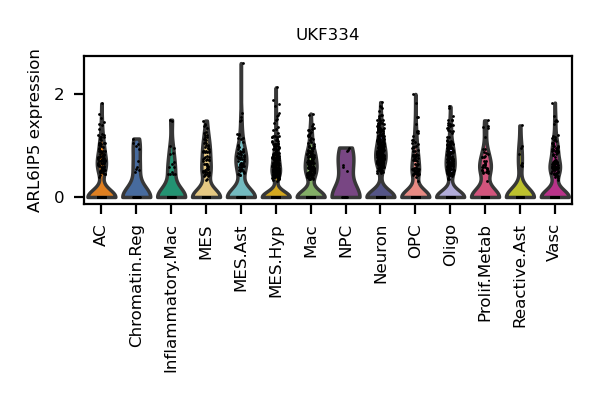 UKF334
ARL6IP5 expression
2
0
AC
Chromatin.Reg
Inflammatory.Mac
MES
MES.Ast
MES.Hyp
Mac
NPC
Neuron
OPC
Oligo
Prolif.Metab
Reactive.Ast
Vasc